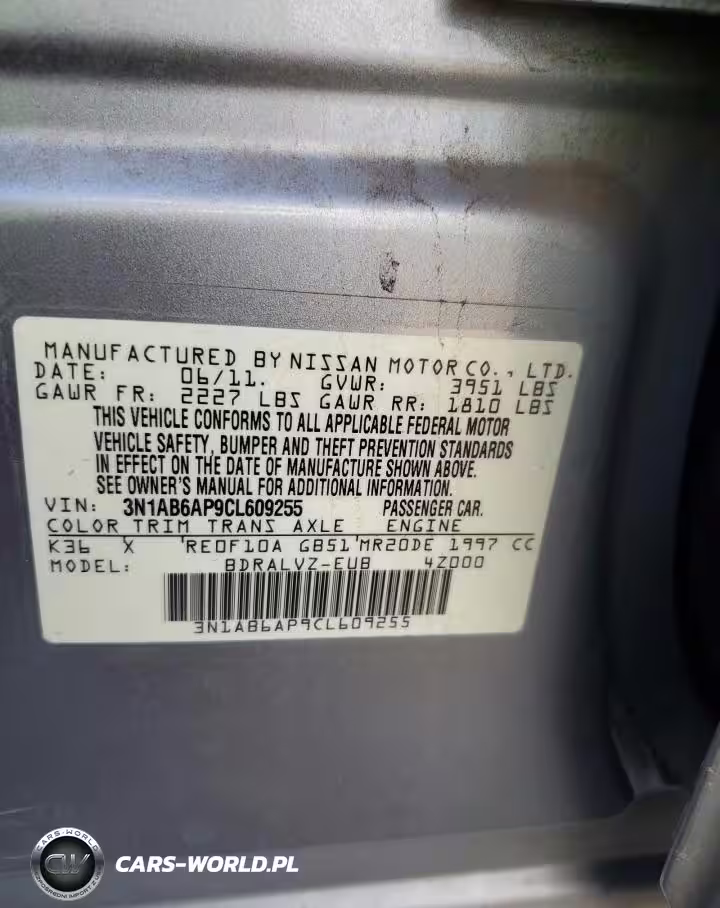 MANUFACTURED BY NISSAN MOTOR CO., LTD.
DATE: 06/11. GVWR: 3951 LBS
GAWR FR: 2227 LBS GAWR RR: 1810 LBS
THIS VEHICLE CONFORMS TO ALL APPLICABLE FEDERAL MOTOR
VEHICLE SAFETY, BUMPER AND THEFT PREVENTION STANDARDS
IN EFFECT ON THE DATE OF MANUFACTURE SHOWN ABOVE.
SEE OWNER'S MANUAL FOR ADDITIONAL INFORMATION.
VIN: 3N1AB6AP9CL609255 PASSENGER CAR.
COLOR TRIM TRANS AXLE ENGINE
K36 X RE0F10A GB51 MR20DE 1997 CC
MODEL: BDRALVZ-EUB 4Z000
3N1AB6AP9CL609255
CARS-WORLD
CW
CARS-WORLD.PL